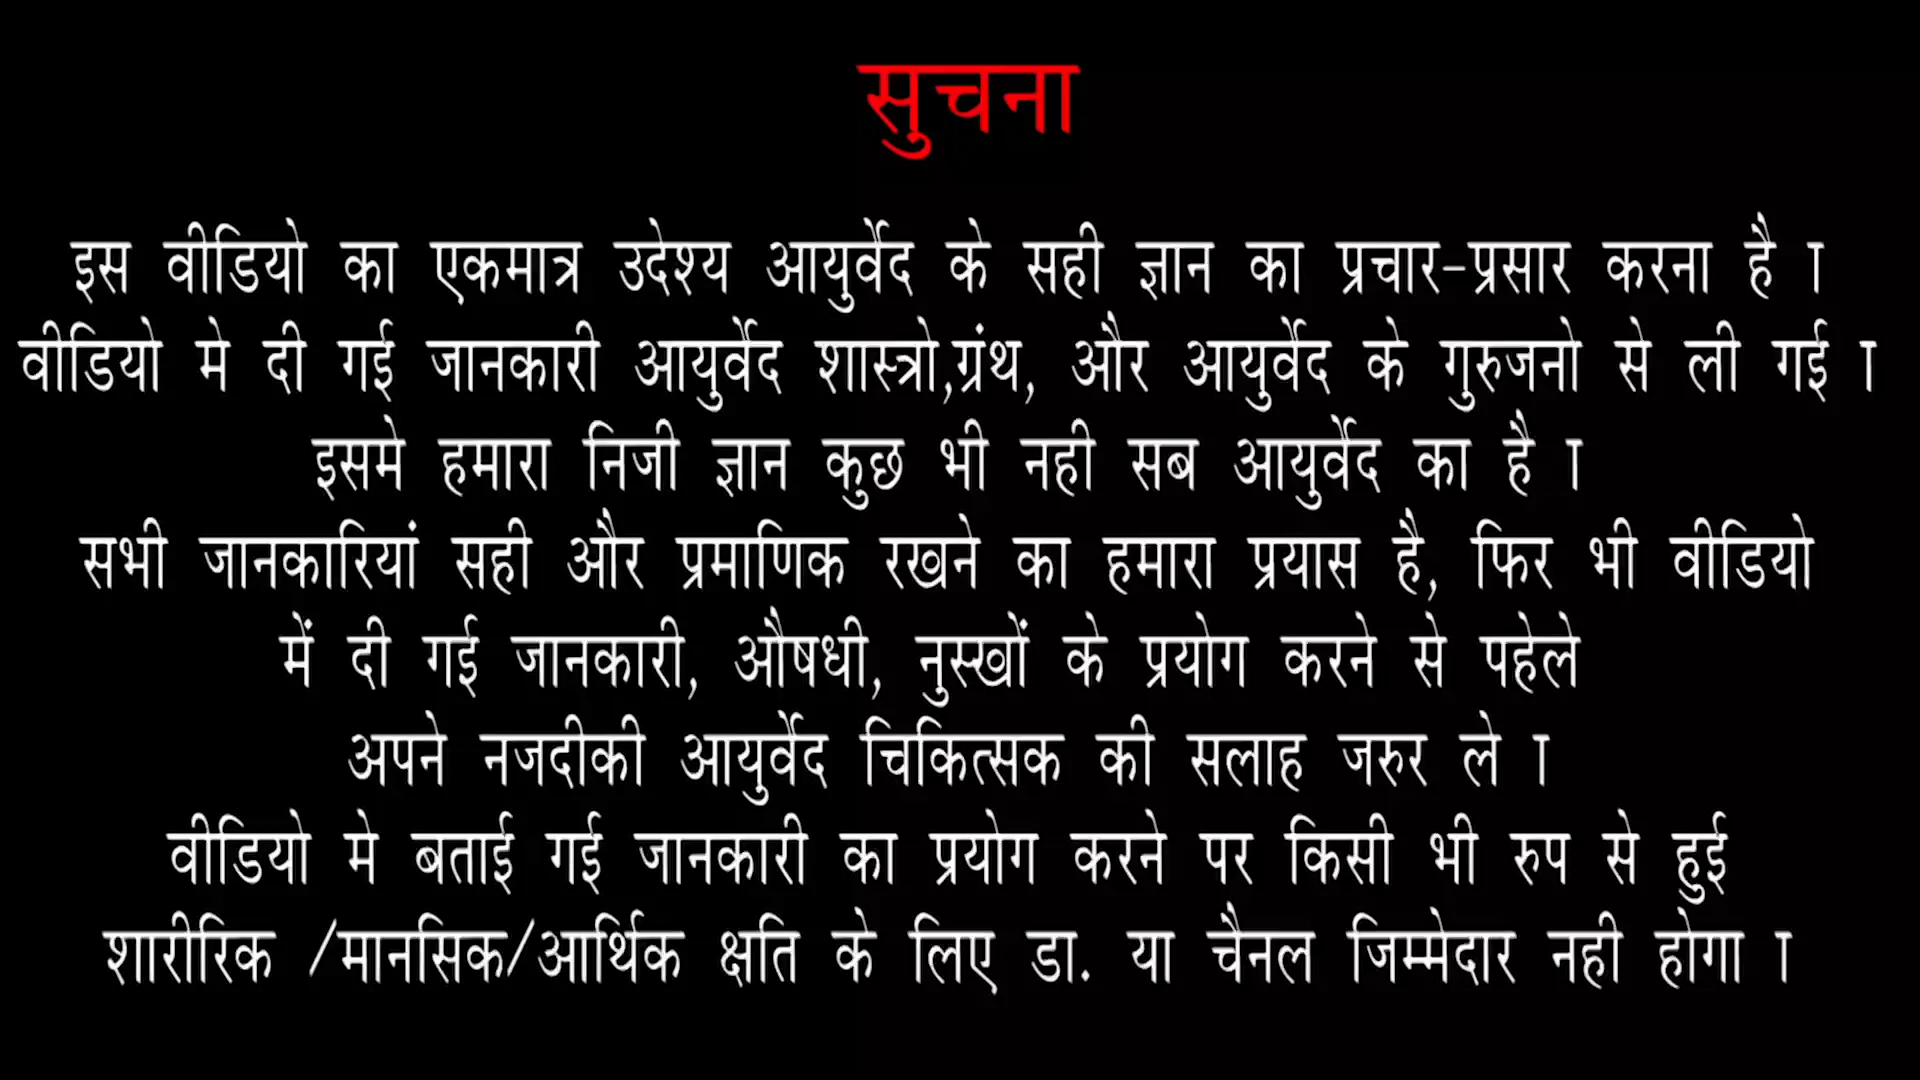 सुचना
इस वीडियो का एकमात्र उदेश्य आयुर्वेद के सही ज्ञान का प्रचार-प्रसार करना है ।
वीडियो मे दी गई जानकारी आयुर्वेद शास्त्रो,ग्रंथ, और आयुर्वेद के गुरुजनो से ली गई ।
इसमे हमारा निजी ज्ञान कुछ भी नही सब आयुर्वेद का है ।
सभी जानकारियां सही और प्रमाणिक रखने का हमारा प्रयास है, फिर भी वीडियो
में दी गई जानकारी, औषधी, नुस्खों के प्रयोग करने से पहेले
अपने नजदीकी आयुर्वेद चिकित्सक की सलाह जरुर ले ।
वीडियो मे बताई गई जानकारी का प्रयोग करने पर किसी भी रुप से हुई
शारीरिक /मानसिक/आर्थिक क्षति के लिए डा. या चैनल जिम्मेदार नही होगा ।